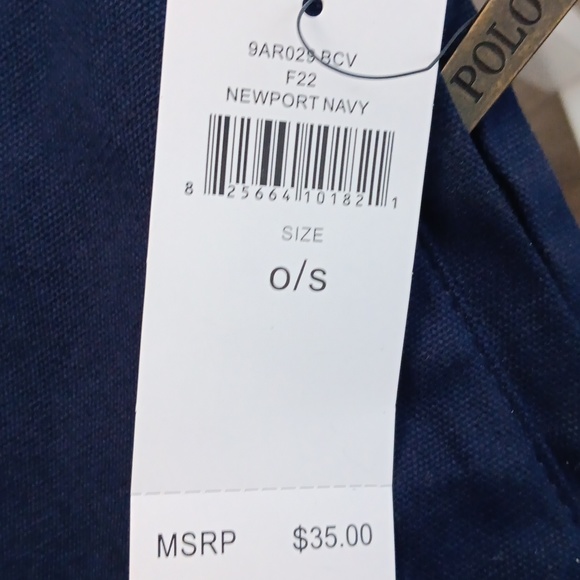 9AR029 BCV
F22
NEWPORT NAVY
8 25664 10182 1
SIZE
o/s
MSRP $35.00
POLO